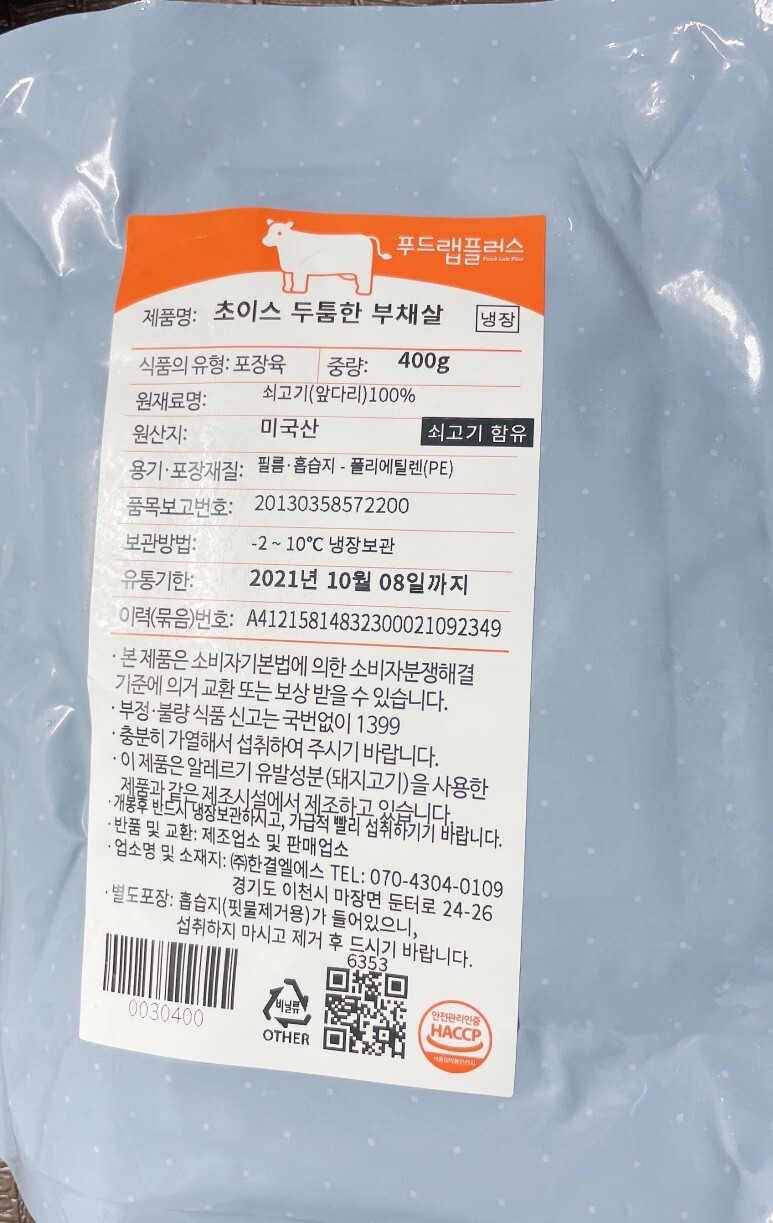 푸드랩플러스
Food Lab Plus
제품명: 초이스 두툼한 부채살 냉장
식품의 유형: 포장육 중량: 400g
원재료명: 쇠고기(앞다리)100%
원산지: 미국산 쇠고기 함유
용기·포장재질: 필름·흡습지 - 폴리에틸렌(PE)
품목보고번호: 20130358572200
보관방법: -2 ~ 10℃ 냉장보관
유통기한: 2021년 10월 08일까지
이력(묶음)번호: A41215814832300021092349
· 본 제품은 소비자기본법에 의한 소비자분쟁해결
기준에 의거 교환 또는 보상 받을 수 있습니다.
· 부정·불량 식품 신고는 국번없이 1399
· 충분히 가열해서 섭취하여 주시기 바랍니다.
· 이 제품은 알레르기 유발성분(돼지고기)을 사용한
제품과 같은 제조시설에서 제조하고 있습니다.
· 개봉후 반드시 냉장보관하시고, 가급적 빨리 섭취하기기 바랍니다.
· 반품 및 교환: 제조업소 및 판매업소
· 업소명 및 소재지: ㈜한결엘에스 TEL: 070-4304-0109
경기도 이천시 마장면 둔터로 24-26
· 별도포장: 흡습지(핏물제거용)가 들어있으니,
섭취하지 마시고 제거 후 드시기 바랍니다.
6353
0030400
비닐류
OTHER
안전관리인증
HACCP
식품의약품안전처